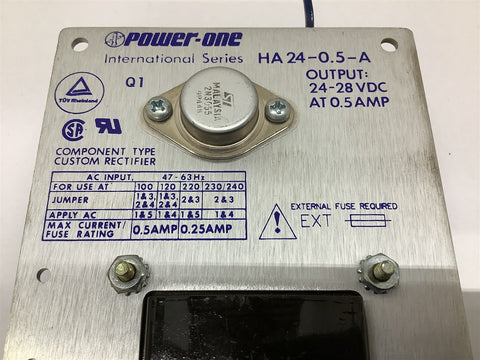 POWER-ONE
International Series
HA 24-0.5-A
OUTPUT:
24-28 VDC
AT 0.5 AMP
Q1
TÜV Rheinland
MALAYSIA
2N3055
COMPONENT TYPE
CUSTOM RECTIFIER
AC INPUT, 47-63Hz
FOR USE AT 100 120 220 230/240
JUMPER 1&3, 2&4 1&3, 2&4 2&3 2&3
APPLY AC 1&5 1&4 1&5 1&4
MAX CURRENT/ FUSE RATING 0.5AMP 0.25AMP
EXTERNAL FUSE REQUIRED
EXT